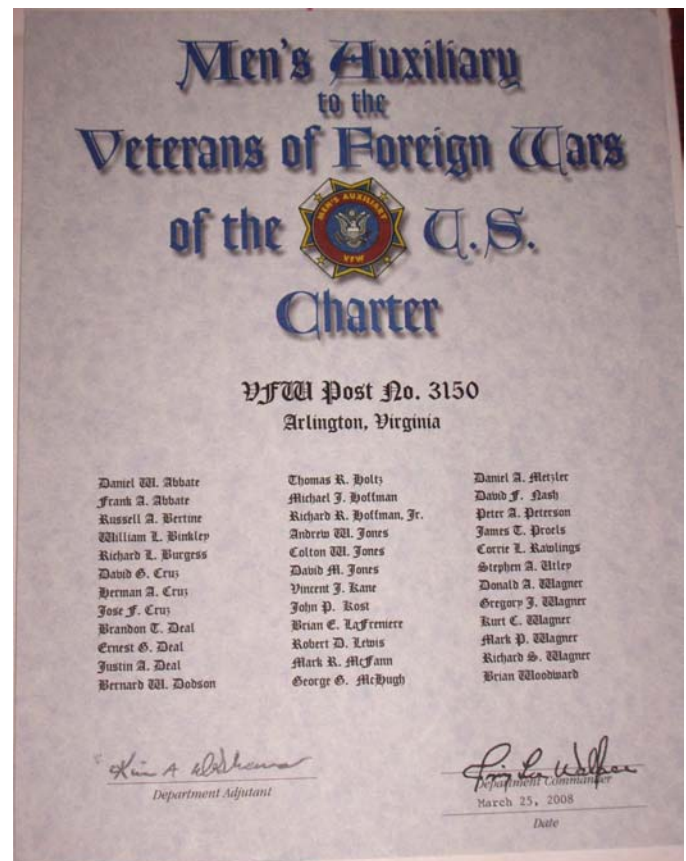 Men's Auxiliary
to the
Veterans of Foreign Wars
of the U.S.
MEN'S AUXILIARY
VFW
Charter
VFW Post No. 3150
Arlington, Virginia
Daniel W. Abbate
Frank A. Abbate
Russell A. Bertine
William L. Binkley
Richard L. Burgess
David G. Cruz
Herman A. Cruz
Jose F. Cruz
Brandon T. Deal
Ernest G. Deal
Justin A. Deal
Bernard W. Dodson
Thomas R. Holtz
Michael J. Hoffman
Richard R. Hoffman, Jr.
Andrew W. Jones
Colton W. Jones
David M. Jones
Vincent J. Kane
John P. Kost
Brian E. LaFreniere
Robert D. Lewis
Mark R. McFann
George G. McHugh
Daniel A. Metzler
David F. Nash
Peter A. Peterson
James T. Proels
Corrie L. Rawlings
Stephen A. Utley
Donald A. Wagner
Gregory J. Wagner
Kurt C. Wagner
Mark P. Wagner
Richard S. Wagner
Brian Woodward
Department Adjutant
Department Commander
March 25, 2008
Date